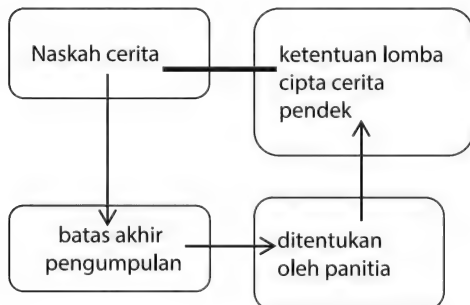 Naskah cerita
ketentuan lomba
cipta cerita
pendek
batas akhir
pengumpulan
ditentukan
oleh panitia